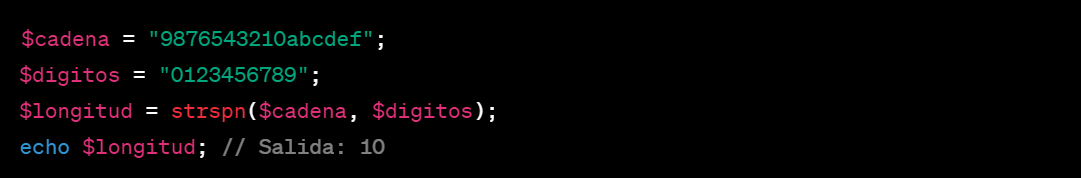 $cadena = "9876543210abcdef";
$digitos = "0123456789";
$longitud = strspn($cadena, $digitos);
echo $longitud; // Salida: 10